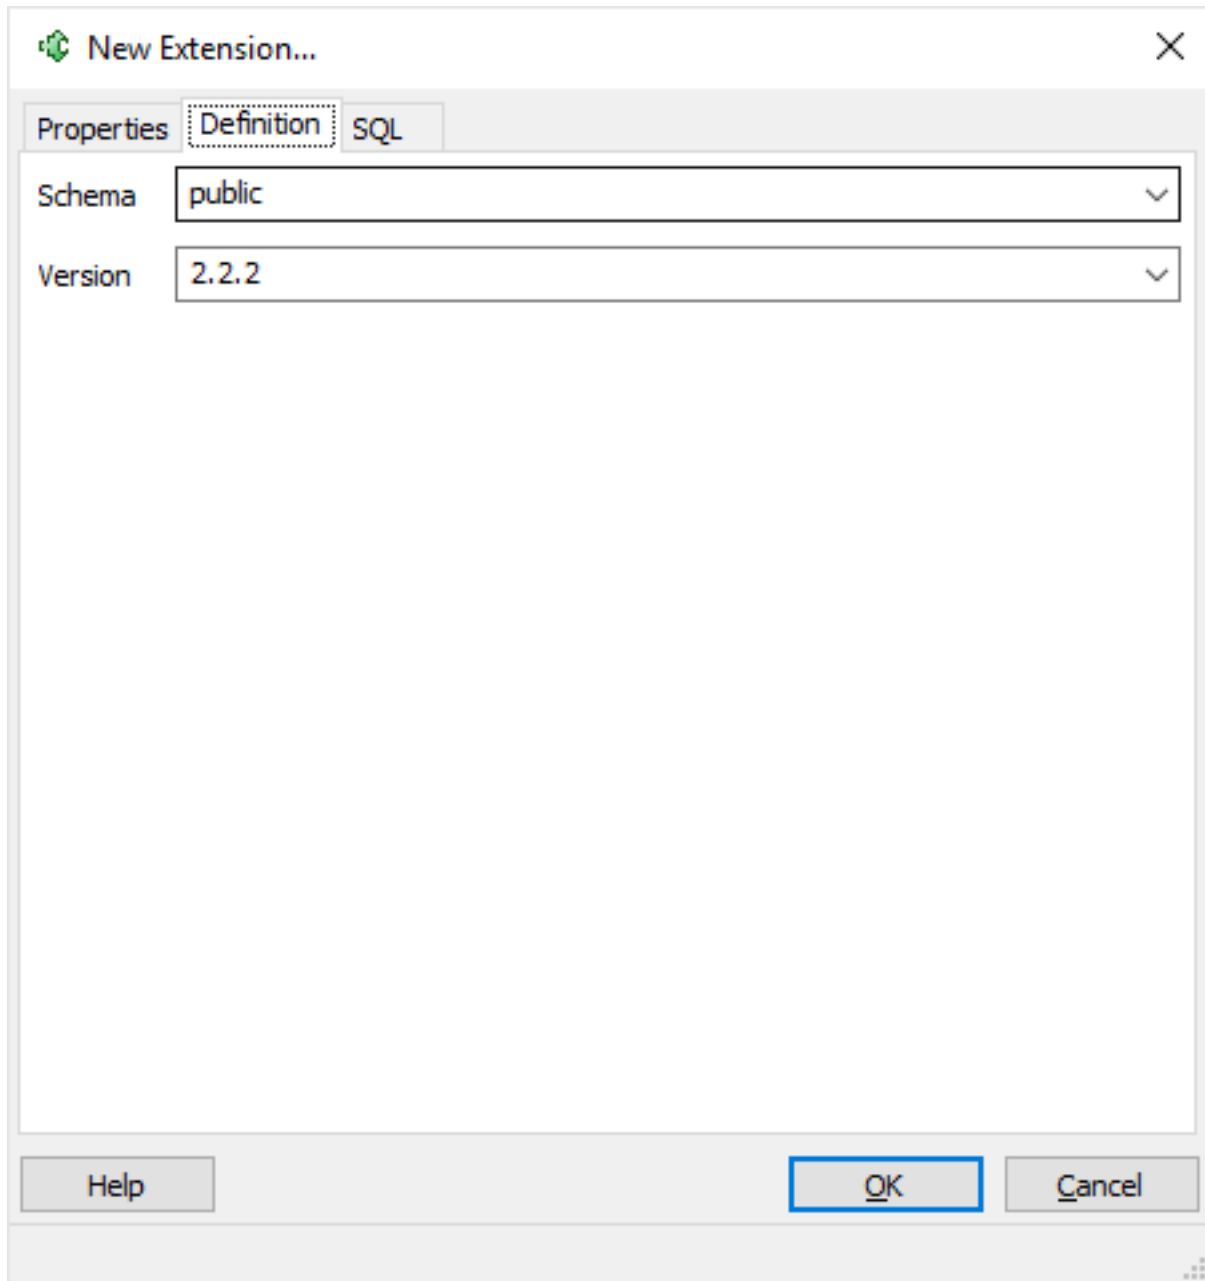 New Extension...
Properties Definition SQL
Schema public
Version 2.2.2
Help OK Cancel